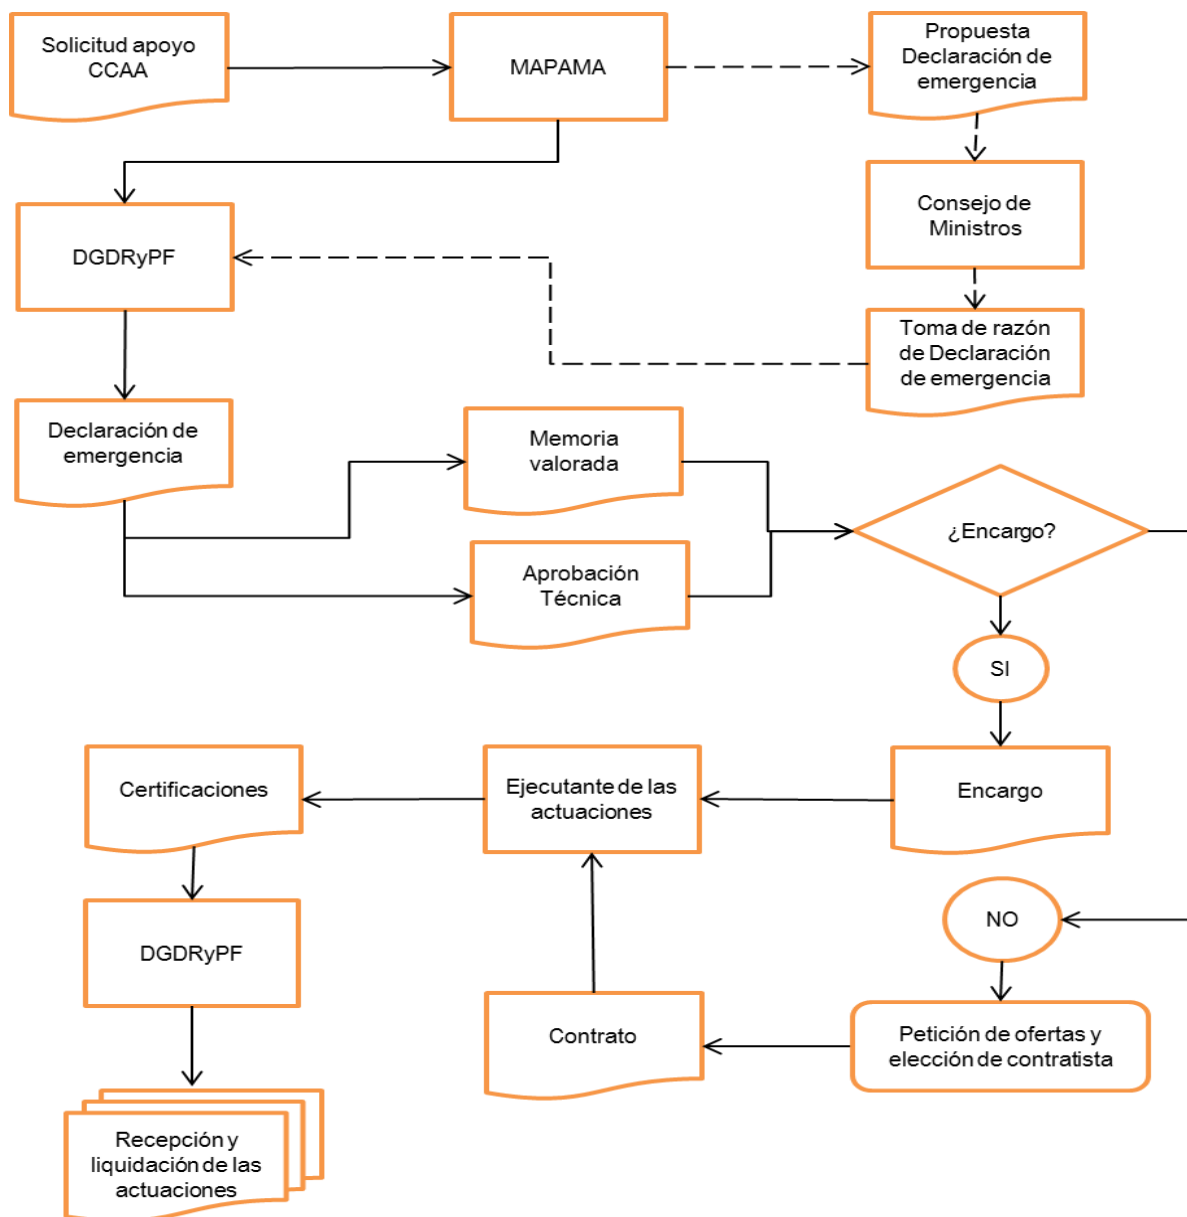 Solicitud apoyo
CCAA
MAPAMA
Propuesta
Declaración de
emergencia
Consejo de
Ministros
DGDRyPF
Toma de razón
de Declaración
de emergencia
Declaración de
emergencia
Memoria
valorada
¿Encargo?
Aprobación
Técnica
SI
Certificaciones
Ejecutante de las
actuaciones
Encargo
NO
DGDRyPF
Contrato
Petición de ofertas y
elección de contratista
Recepción y
liquidación de las
actuaciones